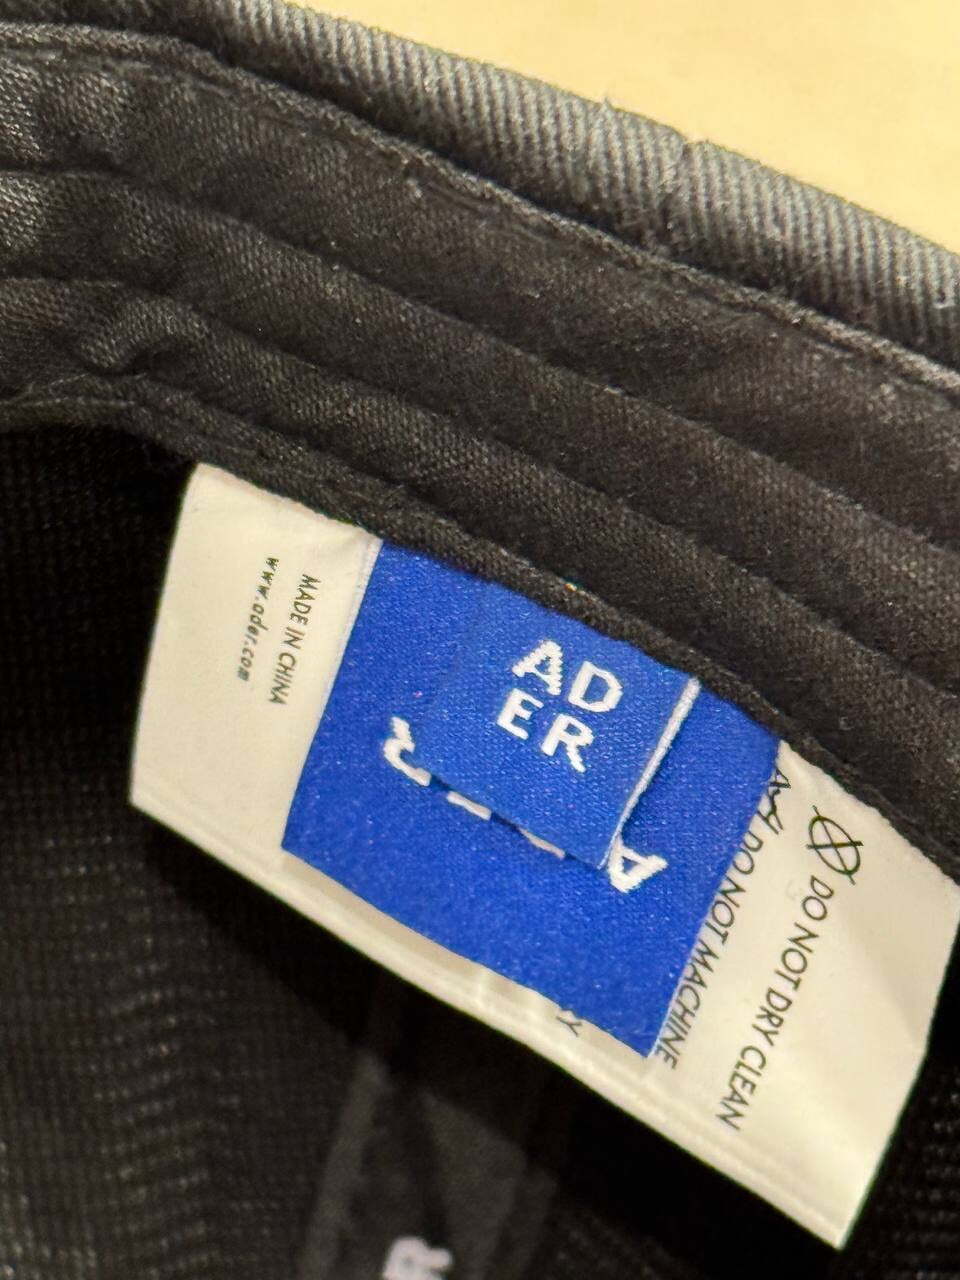 MADE IN CHINA
www.ader.com
AD
ER
DO NOT MACHINE
DO NOT DRY CLEAN
R